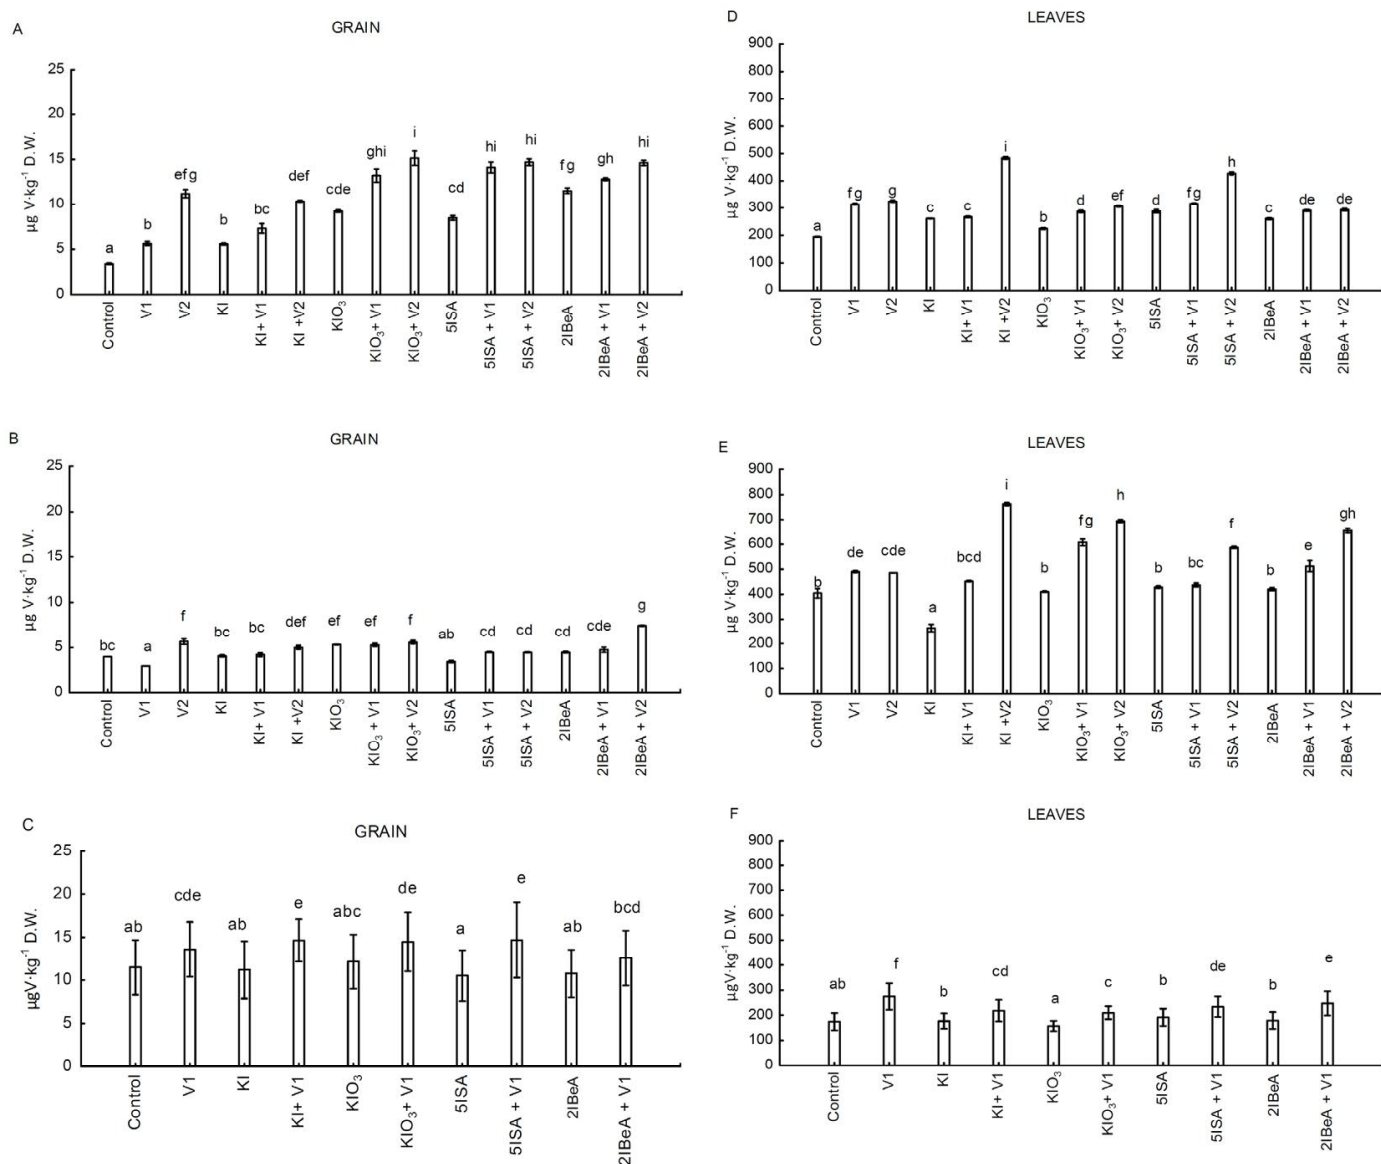 A
GRAIN
µg V·kg⁻¹ D.W.
25
20
15
10
5
0
a b efg b bc def cde ghi i cd hi hi fg gh hi
Control V1 V2 KI KI+ V1 KI +V2 KIO₃ KIO₃+ V1 KIO₃+ V2 5ISA 5ISA + V1 5ISA + V2 2IBeA 2IBeA + V1 2IBeA + V2
D
LEAVES
µg V·kg⁻¹ D.W.
900
800
700
600
500
400
300
200
100
0
a fg g c c i b d ef d fg h c de de
Control V1 V2 KI KI+ V1 KI +V2 KIO₃ KIO₃+ V1 KIO₃+ V2 5ISA 5ISA + V1 5ISA + V2 2IBeA 2IBeA + V1 2IBeA + V2
B
GRAIN
µg V·kg⁻¹ D.W.
25
20
15
10
5
0
bc a f bc bc def ef ef f ab cd cd cd cde g
Control V1 V2 KI KI+ V1 KI +V2 KIO₃ KIO₃ + V1 KIO₃+ V2 5ISA 5ISA + V1 5ISA + V2 2IBeA 2IBeA + V1 2IBeA + V2
E
LEAVES
µg V·kg⁻¹ D.W.
900
800
700
600
500
400
300
200
100
0
b de cde a bcd i b fg h b bc f b e gh
Control V1 V2 KI KI + V1 KI +V2 KIO₃ KIO₃+ V1 KIO₃+ V2 5ISA 5ISA + V1 5ISA + V2 2IBeA 2IBeA + V1 2IBeA + V2
C
GRAIN
µgV·kg⁻¹ D.W.
25
20
15
10
5
0
ab cde ab e abc de a e ab bcd
Control V1 KI KI+ V1 KIO₃ KIO₃+ V1 5ISA 5ISA + V1 2IBeA 2IBeA + V1
F
LEAVES
µgV·kg⁻¹ D.W.
900
800
700
600
500
400
300
200
100
0
ab f b cd a c b de b e
Control V1 KI KI+ V1 KIO₃ KIO₃+ V1 5ISA 5ISA + V1 2IBeA 2IBeA + V1